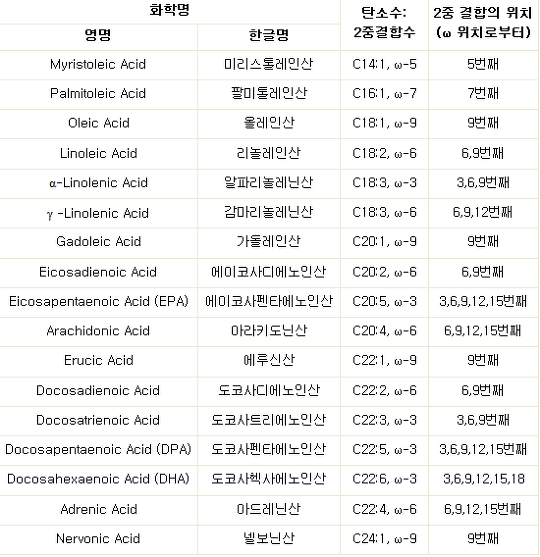 화학명 탄소수: 2중결합수 2중 결합의 위치 (ω 위치로부터)
영명 한글명
Myristoleic Acid 미리스톨레인산 C14:1, ω-5 5번째
Palmitoleic Acid 팔미톨레인산 C16:1, ω-7 7번째
Oleic Acid 올레인산 C18:1, ω-9 9번째
Linoleic Acid 리놀레인산 C18:2, ω-6 6,9번째
α-Linolenic Acid 알파리놀레닌산 C18:3, ω-3 3,6,9번째
γ -Linolenic Acid 감마리놀레닌산 C18:3, ω-6 6,9,12번째
Gadoleic Acid 가돌레인산 C20:1, ω-9 9번째
Eicosadienoic Acid 에이코사디에노인산 C20:2, ω-6 6,9번째
Eicosapentaenoic Acid (EPA) 에이코사펜타에노인산 C20:5, ω-3 3,6,9,12,15번째
Arachidonic Acid 아라키도닌산 C20:4, ω-6 6,9,12,15번째
Erucic Acid 에루신산 C22:1, ω-9 9번째
Docosadienoic Acid 도코사디에노인산 C22:2, ω-6 6,9번째
Docosatrienoic Acid 도코사트리에노인산 C22:3, ω-3 3,6,9번째
Docosapentaenoic Acid (DPA) 도코사펜타에노인산 C22:5, ω-3 3,6,9,12,15번째
Docosahexaenoic Acid (DHA) 도코사헥사에노인산 C22:6, ω-3 3,6,9,12,15,18
Adrenic Acid 아드레닌산 C22:4, ω-6 6,9,12,15번째
Nervonic Acid 넬보닌산 C24:1, ω-9 9번째